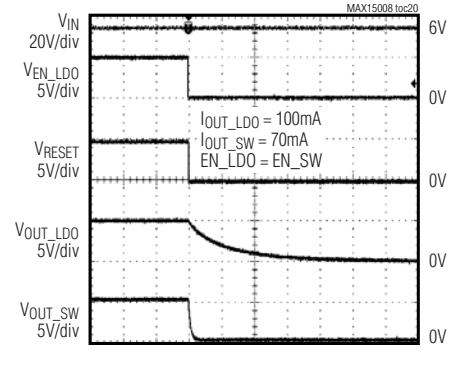 MAX15008 toc20
VIN
20V/div
6V
VEN_LDO
5V/div
0V
IOUT_LDO = 100mA
IOUT_SW = 70mA
EN_LDO = EN_SW
VRESET
5V/div
0V
VOUT_LDO
5V/div
0V
VOUT_SW
5V/div
0V